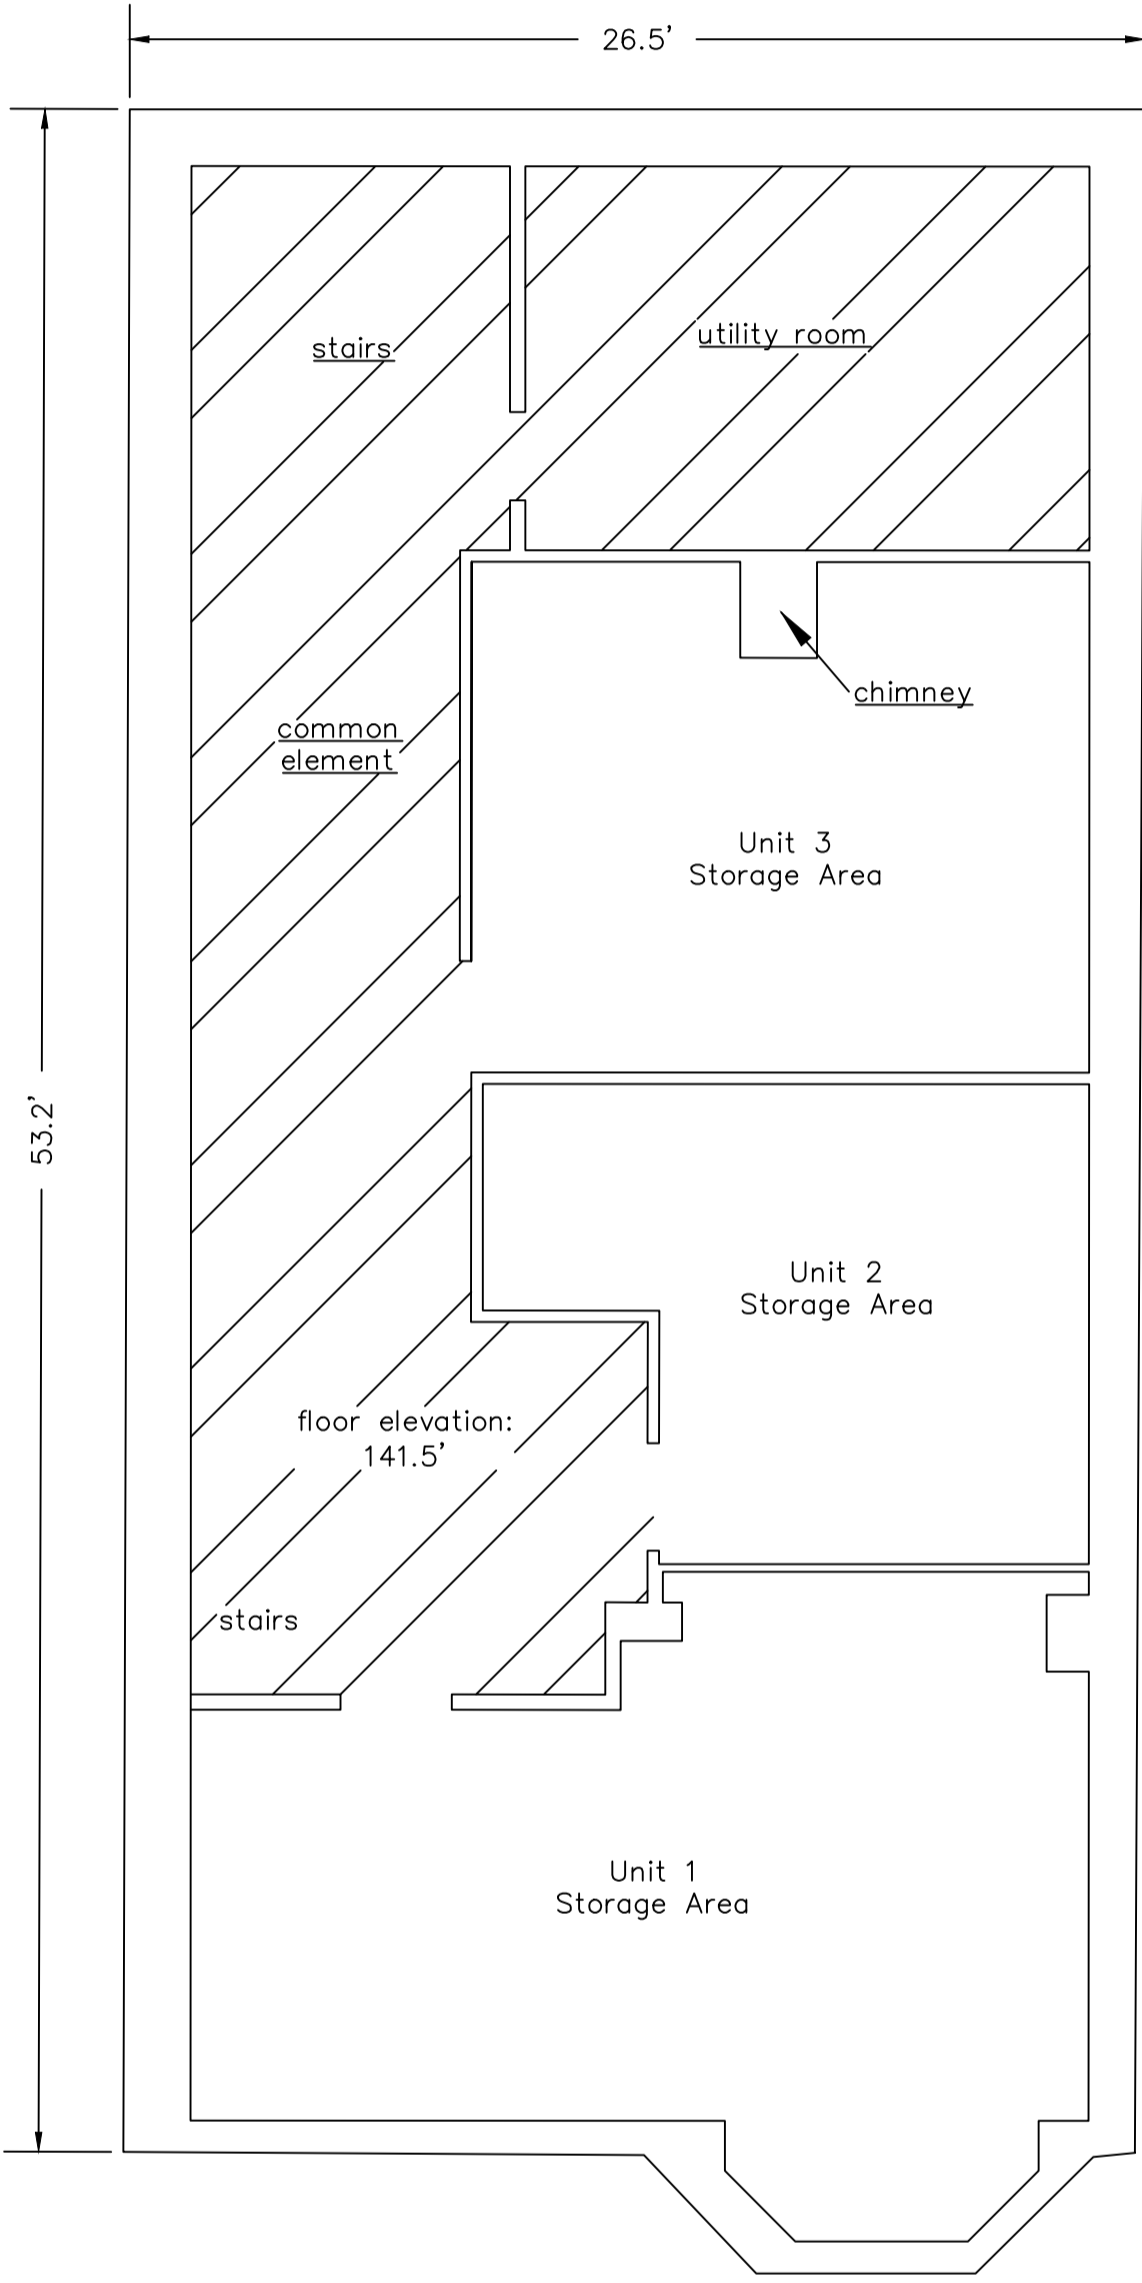 26.5'
utility room
stairs
chimney
common
element
Unit 3
Storage Area
53.2'
Unit 2
Storage Area
floor elevation:
141.5'
stairs
Unit 1
Storage Area